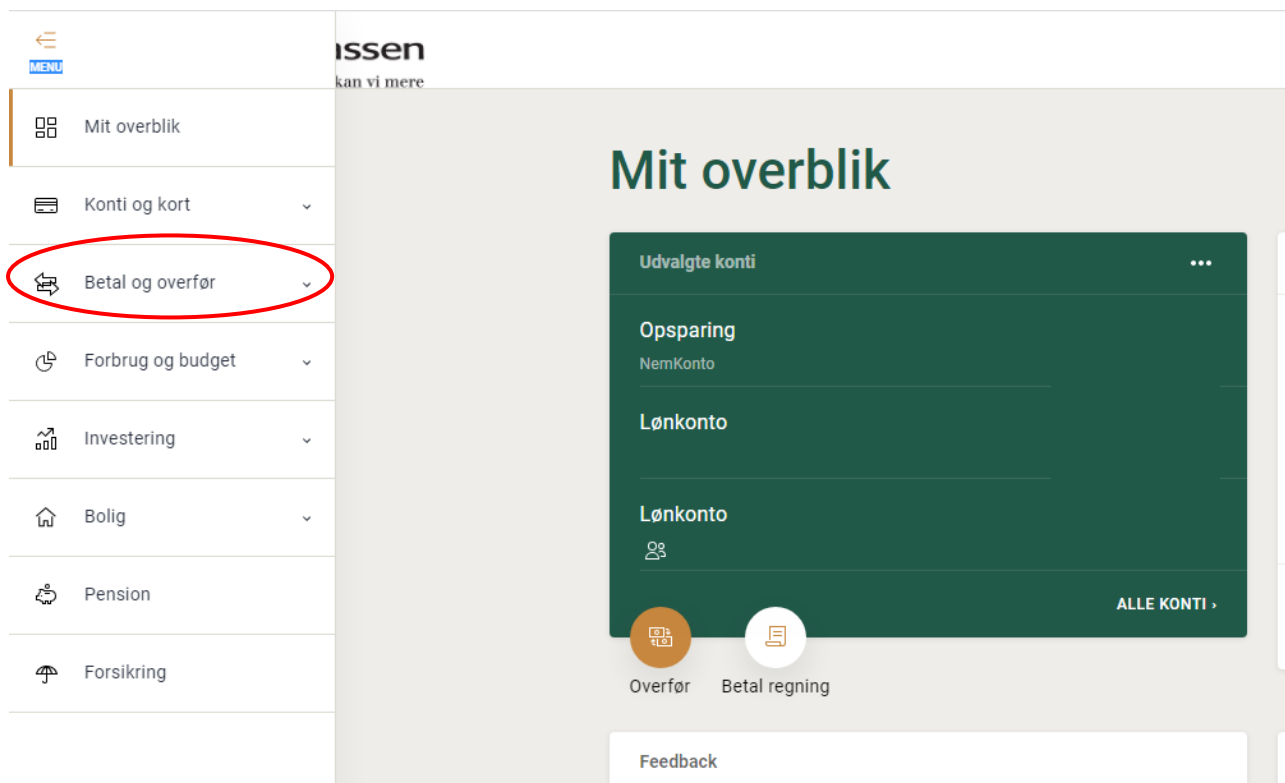 MENU
ssen
kan vi mere
Mit overblik
Konti og kort
Betal og overfør
Forbrug og budget
Investering
Bolig
Pension
Forsikring
Mit overblik
Udvalgte konti
Opsparing
NemKonto
Lønkonto
Lønkonto
ALLE KONTI ›
Overfør
Betal regning
Feedback